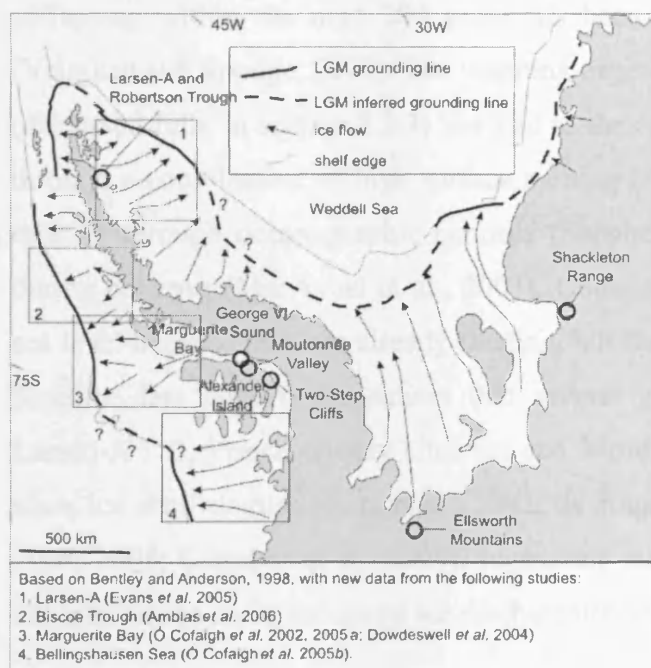 45W
30W
Larsen-A and
Robertson Trough
LGM grounding line
LGM inferred grounding line
ice flow
shelf edge
Weddell Sea
?
?
?
?
Shackleton
Range
2
George VI
Sound
Marguerite
Bay
Moutonnee
Valley
75S
Alexander
Island
Two-Step
Cliffs
3
?
?
?
?
4
500 km
Ellsworth
Mountains
Based on Bentley and Anderson, 1998, with new data from the following studies:
1. Larsen-A (Evans et al. 2005)
2. Biscoe Trough (Amblas et al. 2006)
3. Marguerite Bay (Ó Cofaigh et al. 2002, 2005a; Dowdeswell et al. 2004)
4. Bellingshausen Sea (Ó Cofaigh et al. 2005b).